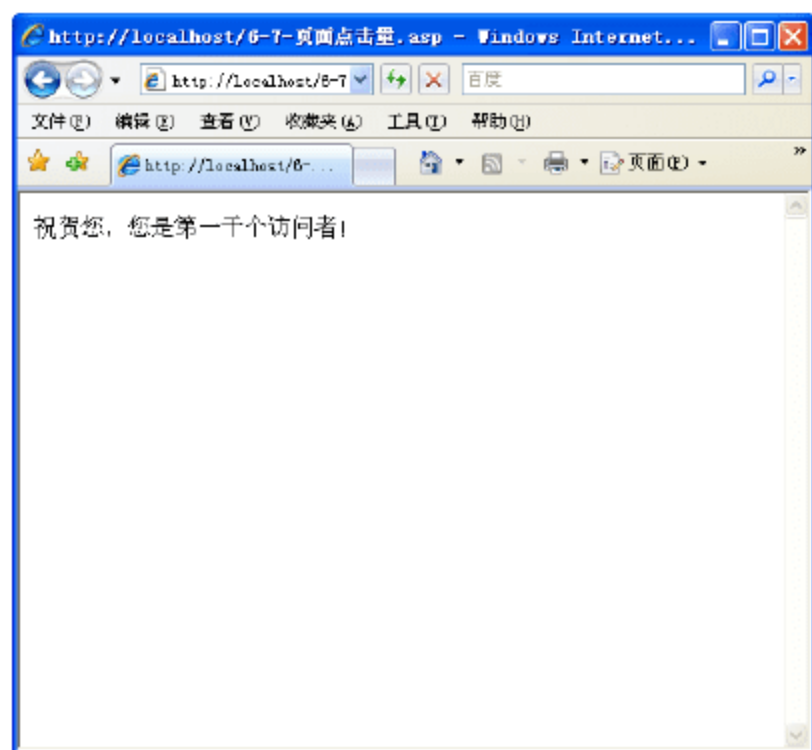 http://localhost/6-7-页面点击量.asp - Windows Internet...
http://localhost/6-7
百度
文件(F) 编辑(E) 查看(V) 收藏夹(A) 工具(T) 帮助(H)
http://localhost/6-...
页面(P)
祝贺您，您是第一千个访问者!